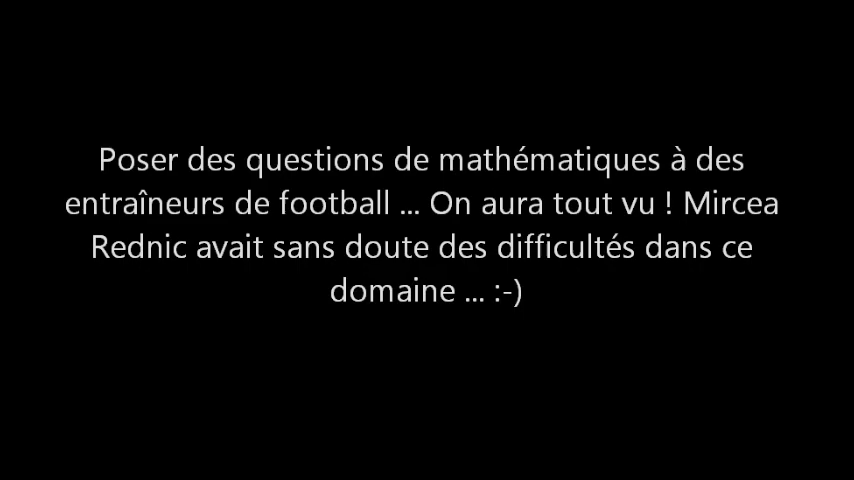 Poser des questions de mathématiques à des
entraîneurs de football ... On aura tout vu ! Mircea
Rednic avait sans doute des difficultés dans ce
domaine ... :-)